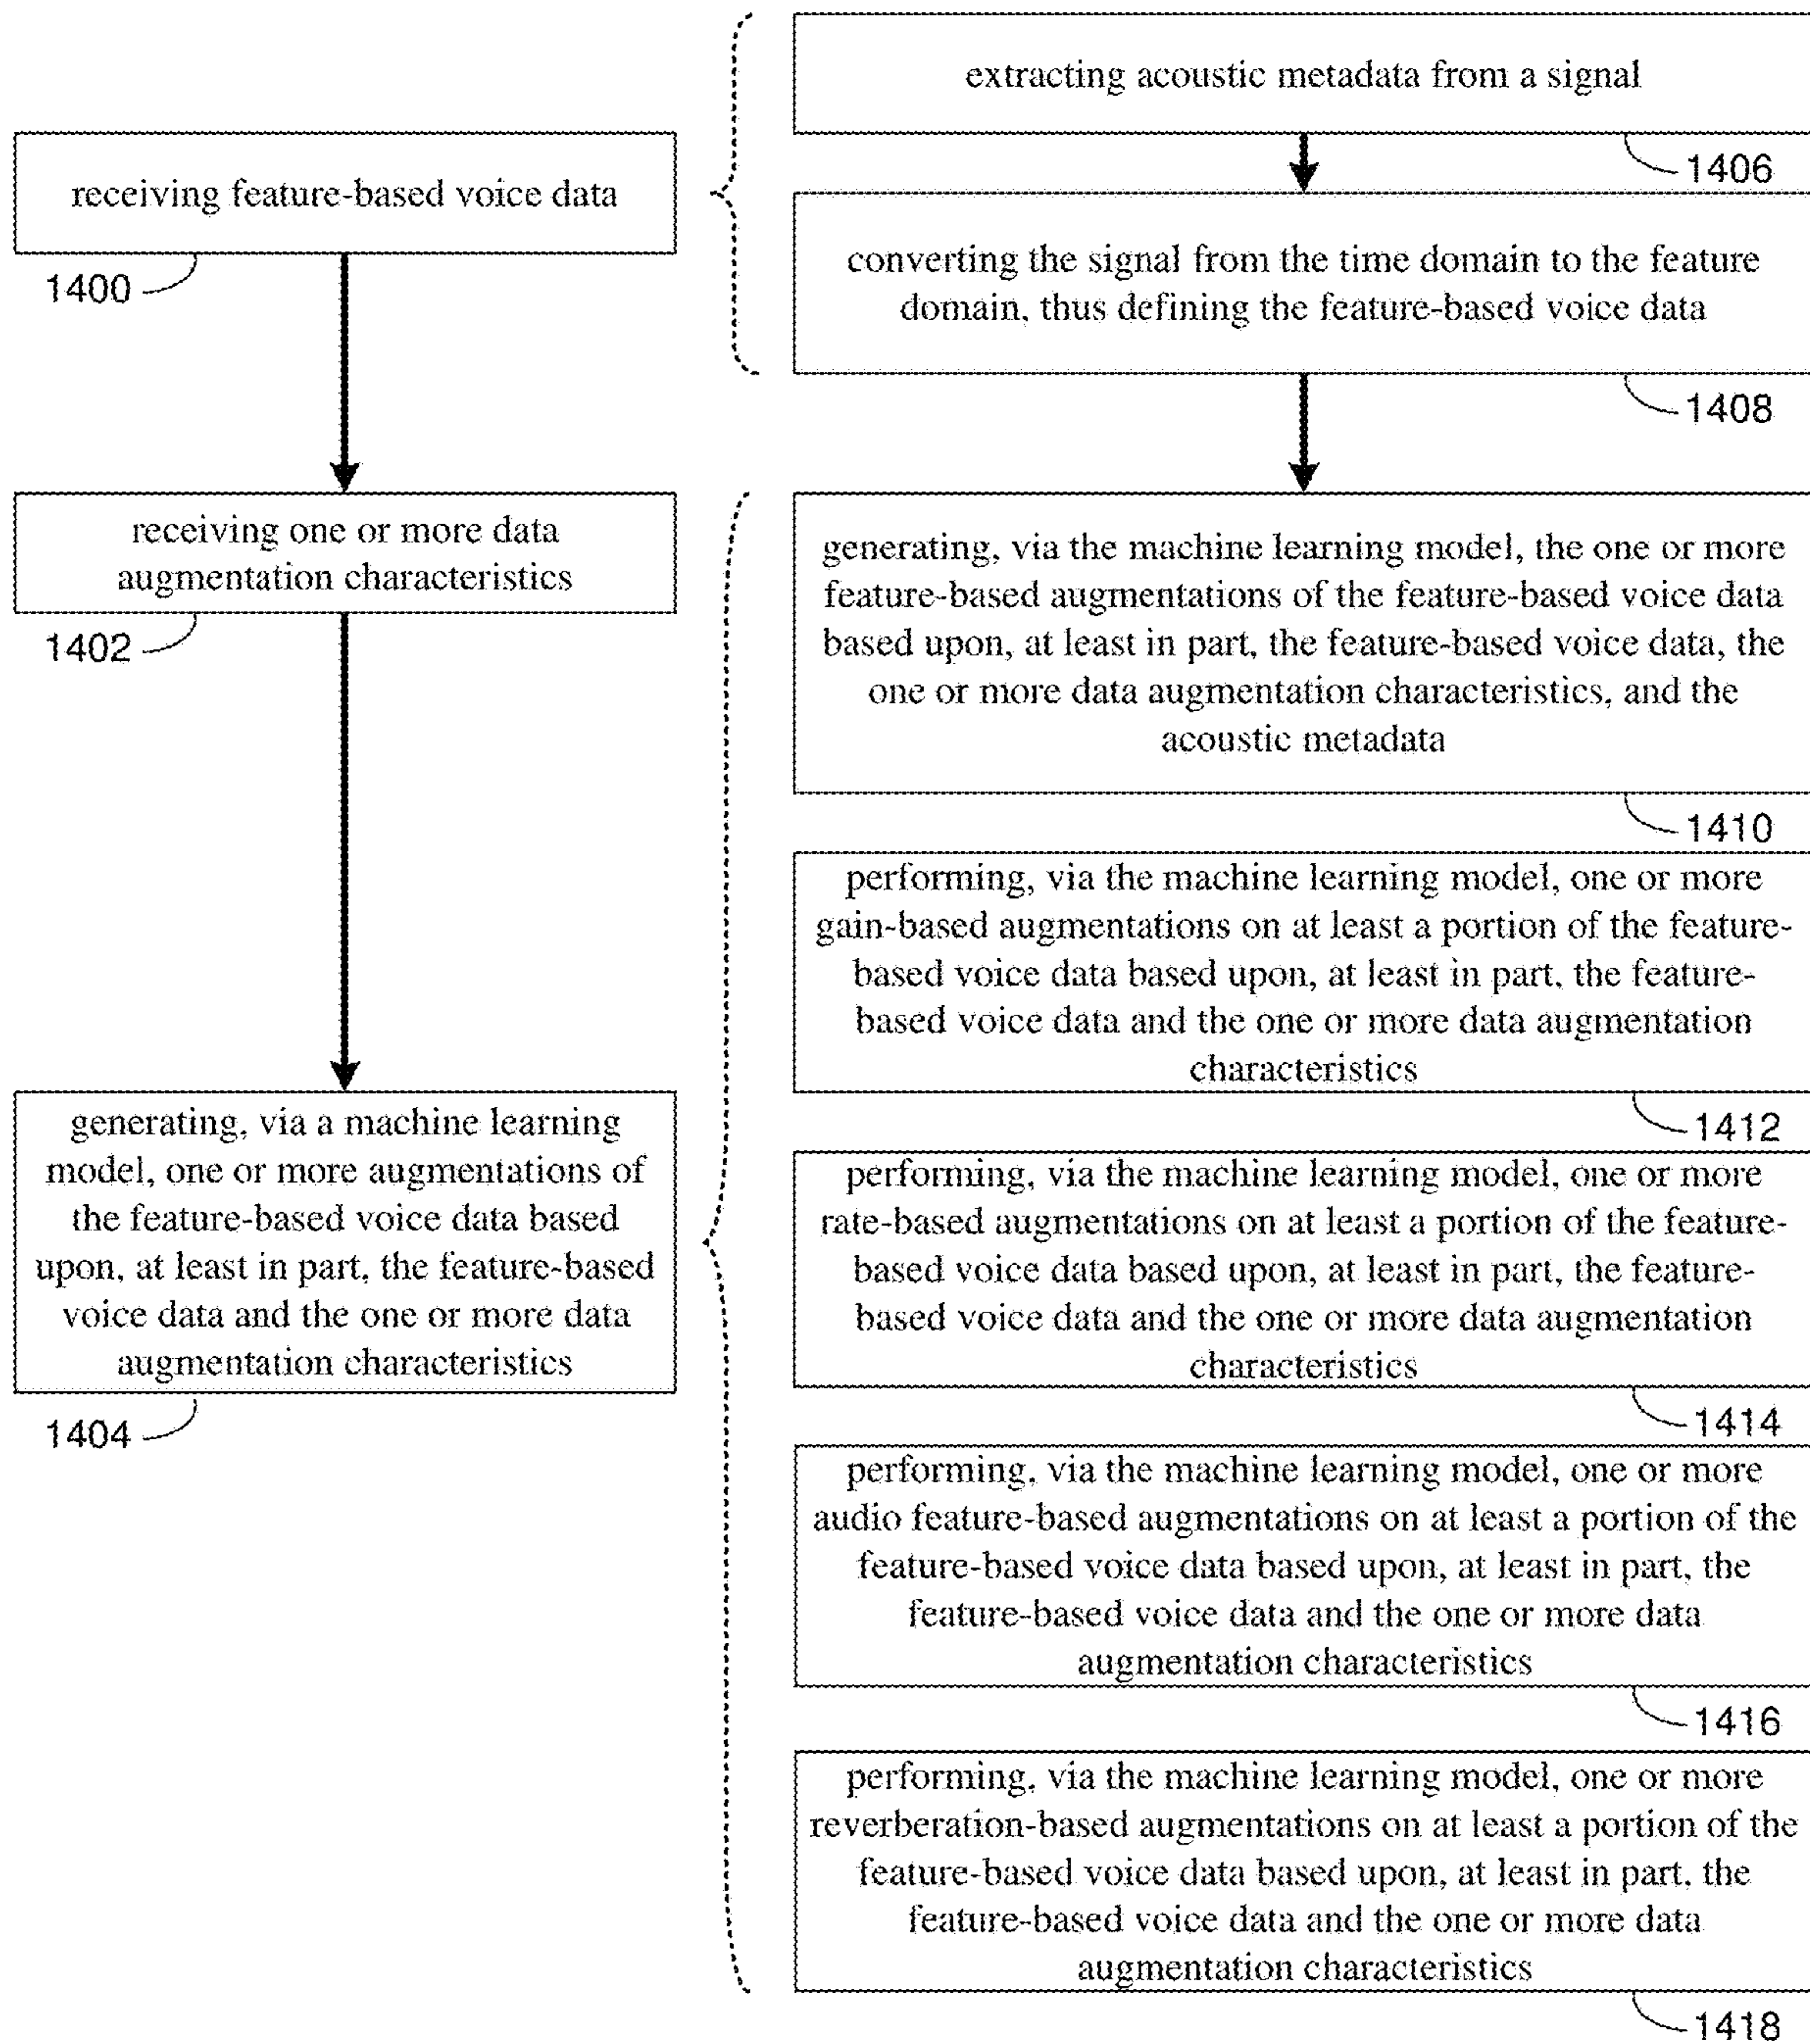 receiving feature-based voice data
1400
receiving one or more data
augmentation characteristics
1402
generating, via a machine learning
model, one or more augmentations of
the feature-based voice data based
upon, at least in part, the feature-based
voice data and the one or more data
augmentation characteristics
1404
extracting acoustic metadata from a signal
1406
converting the signal from the time domain to the feature
domain, thus defining the feature-based voice data
1408
generating, via the machine learning model, the one or more
feature-based augmentations of the feature-based voice data
based upon, at least in part, the feature-based voice data, the
one or more data augmentation characteristics, and the
acoustic metadata
1410
performing, via the machine learning model, one or more
gain-based augmentations on at least a portion of the feature-
based voice data based upon, at least in part, the feature-
based voice data and the one or more data augmentation
characteristics
1412
performing, via the machine learning model, one or more
rate-based augmentations on at least a portion of the feature-
based voice data based upon, at least in part, the feature-
based voice data and the one or more data augmentation
characteristics
1414
performing, via the machine learning model, one or more
audio feature-based augmentations on at least a portion of the
feature-based voice data based upon, at least in part, the
feature-based voice data and the one or more data
augmentation characteristics
1416
performing, via the machine learning model, one or more
reverberation-based augmentations on at least a portion of the
feature-based voice data based upon, at least in part, the
feature-based voice data and the one or more data
augmentation characteristics
1418